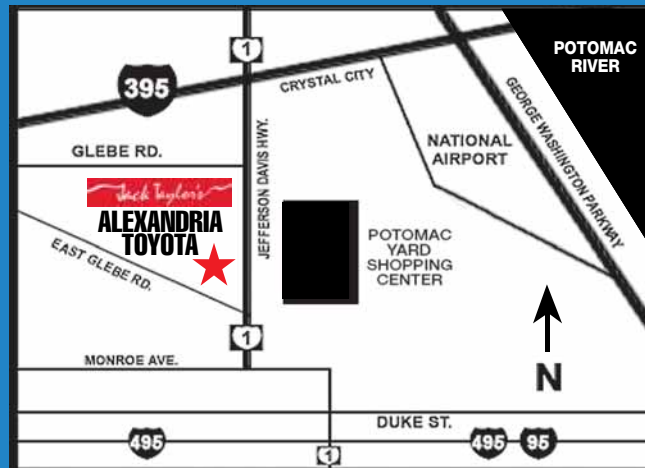 1
POTOMAC
RIVER
395
CRYSTAL CITY
GEORGE WASHINGTON PARKWAY
NATIONAL
AIRPORT
GLEBE RD.
JEFFERSON DAVIS HWY.
Jack Taylor's
ALEXANDRIA
TOYOTA
EAST GLEBE RD.
POTOMAC
YARD
SHOPPING
CENTER
1
MONROE AVE.
N
DUKE ST.
495
1
495
95